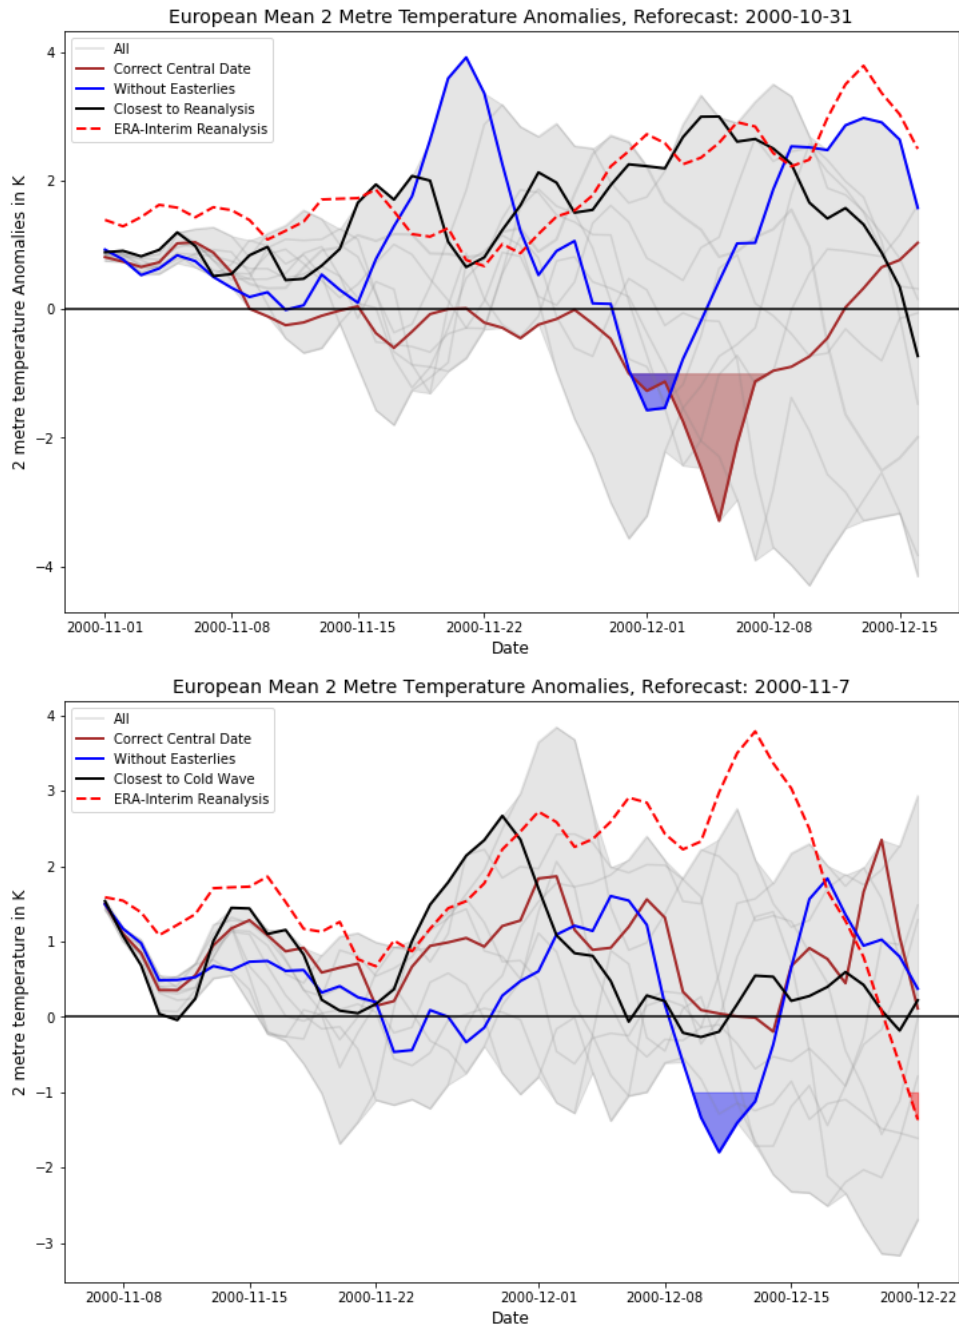 European Mean 2 Metre Temperature Anomalies, Reforecast: 2000-10-31
All
Correct Central Date
Without Easterlies
Closest to Reanalysis
ERA-Interim Reanalysis
2 metre temperature Anomalies in K
4
2
0
−2
−4
2000-11-01
2000-11-08
2000-11-15
2000-11-22
2000-12-01
2000-12-08
2000-12-15
Date
European Mean 2 Metre Temperature Anomalies, Reforecast: 2000-11-7
All
Correct Central Date
Without Easterlies
Closest to Cold Wave
ERA-Interim Reanalysis
2 metre temperature in K
4
3
2
1
0
−1
−2
−3
2000-11-08
2000-11-15
2000-11-22
2000-12-01
2000-12-08
2000-12-15
2000-12-22
Date